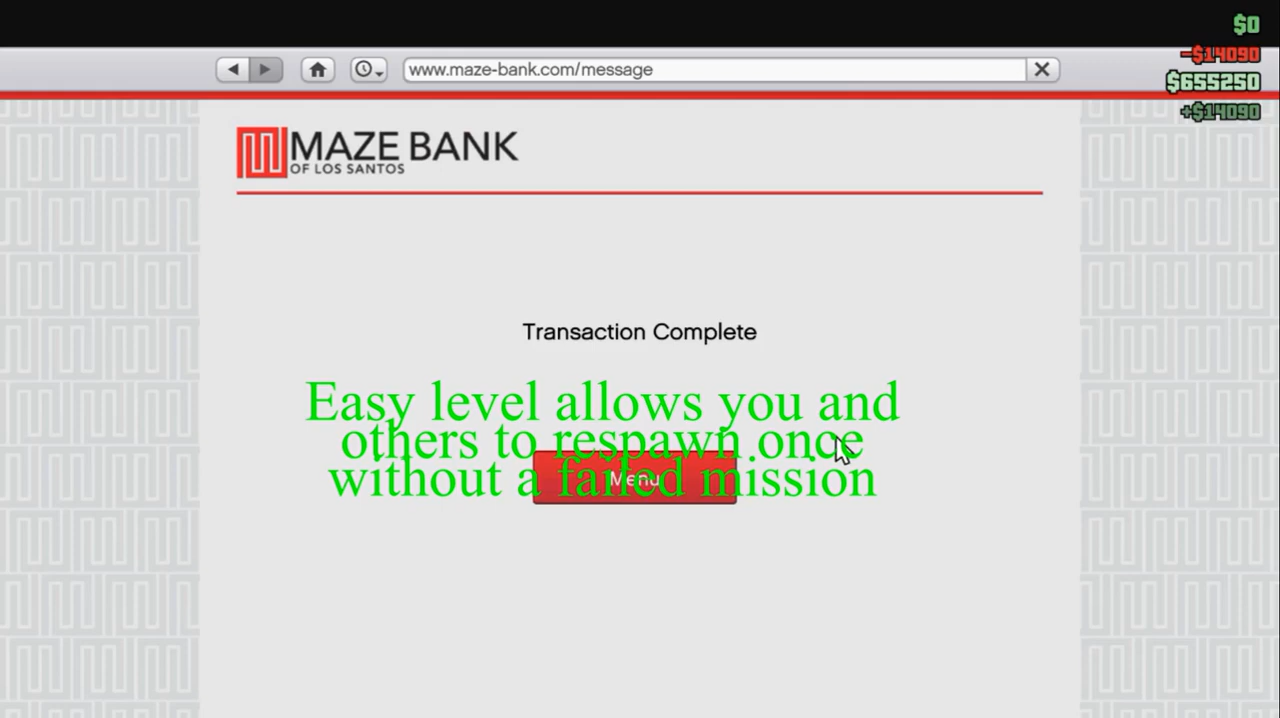 $0
-$14090
www.maze-bank.com/message
$655250
+$14090
MAZE BANK
OF LOS SANTOS
Transaction Complete
Easy level allows you and
others to respawn once
without a failed mission
Menu